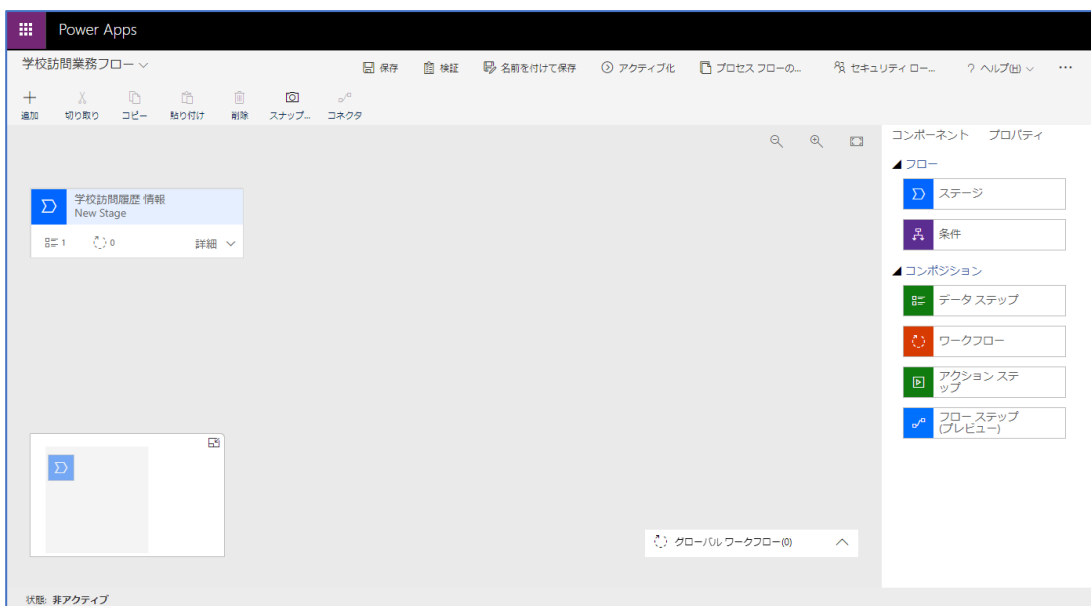 Power Apps
学校訪問業務フロー
保存 検証 名前を付けて保存 アクティブ化 プロセス フローの... セキュリティ ロー... ? ヘルプ(H) ...
追加 切り取り コピー 貼り付け 削除 スナップ... コネクタ
コンポーネント プロパティ
フロー
ステージ
条件
コンポジション
データ ステップ
ワークフロー
アクション ステ
ップ
フロー ステップ
(プレビュー)
学校訪問履歴 情報
New Stage
1 0 詳細
グローバル ワークフロー(0)
状態: 非アクティブ